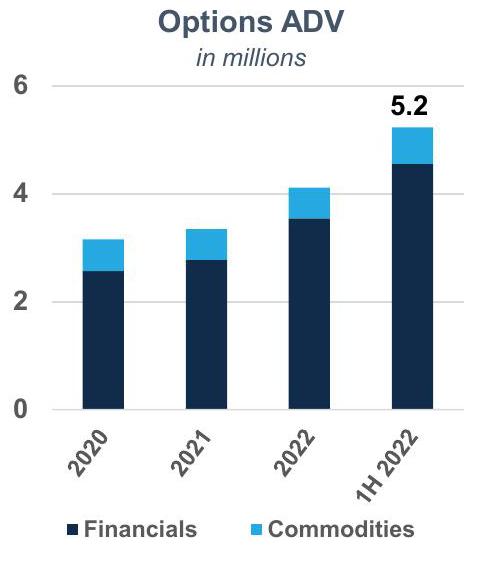 Options ADV
in millions
6
5.2
4
2
0
2020
2021
2022
1H 2022
Financials
Commodities